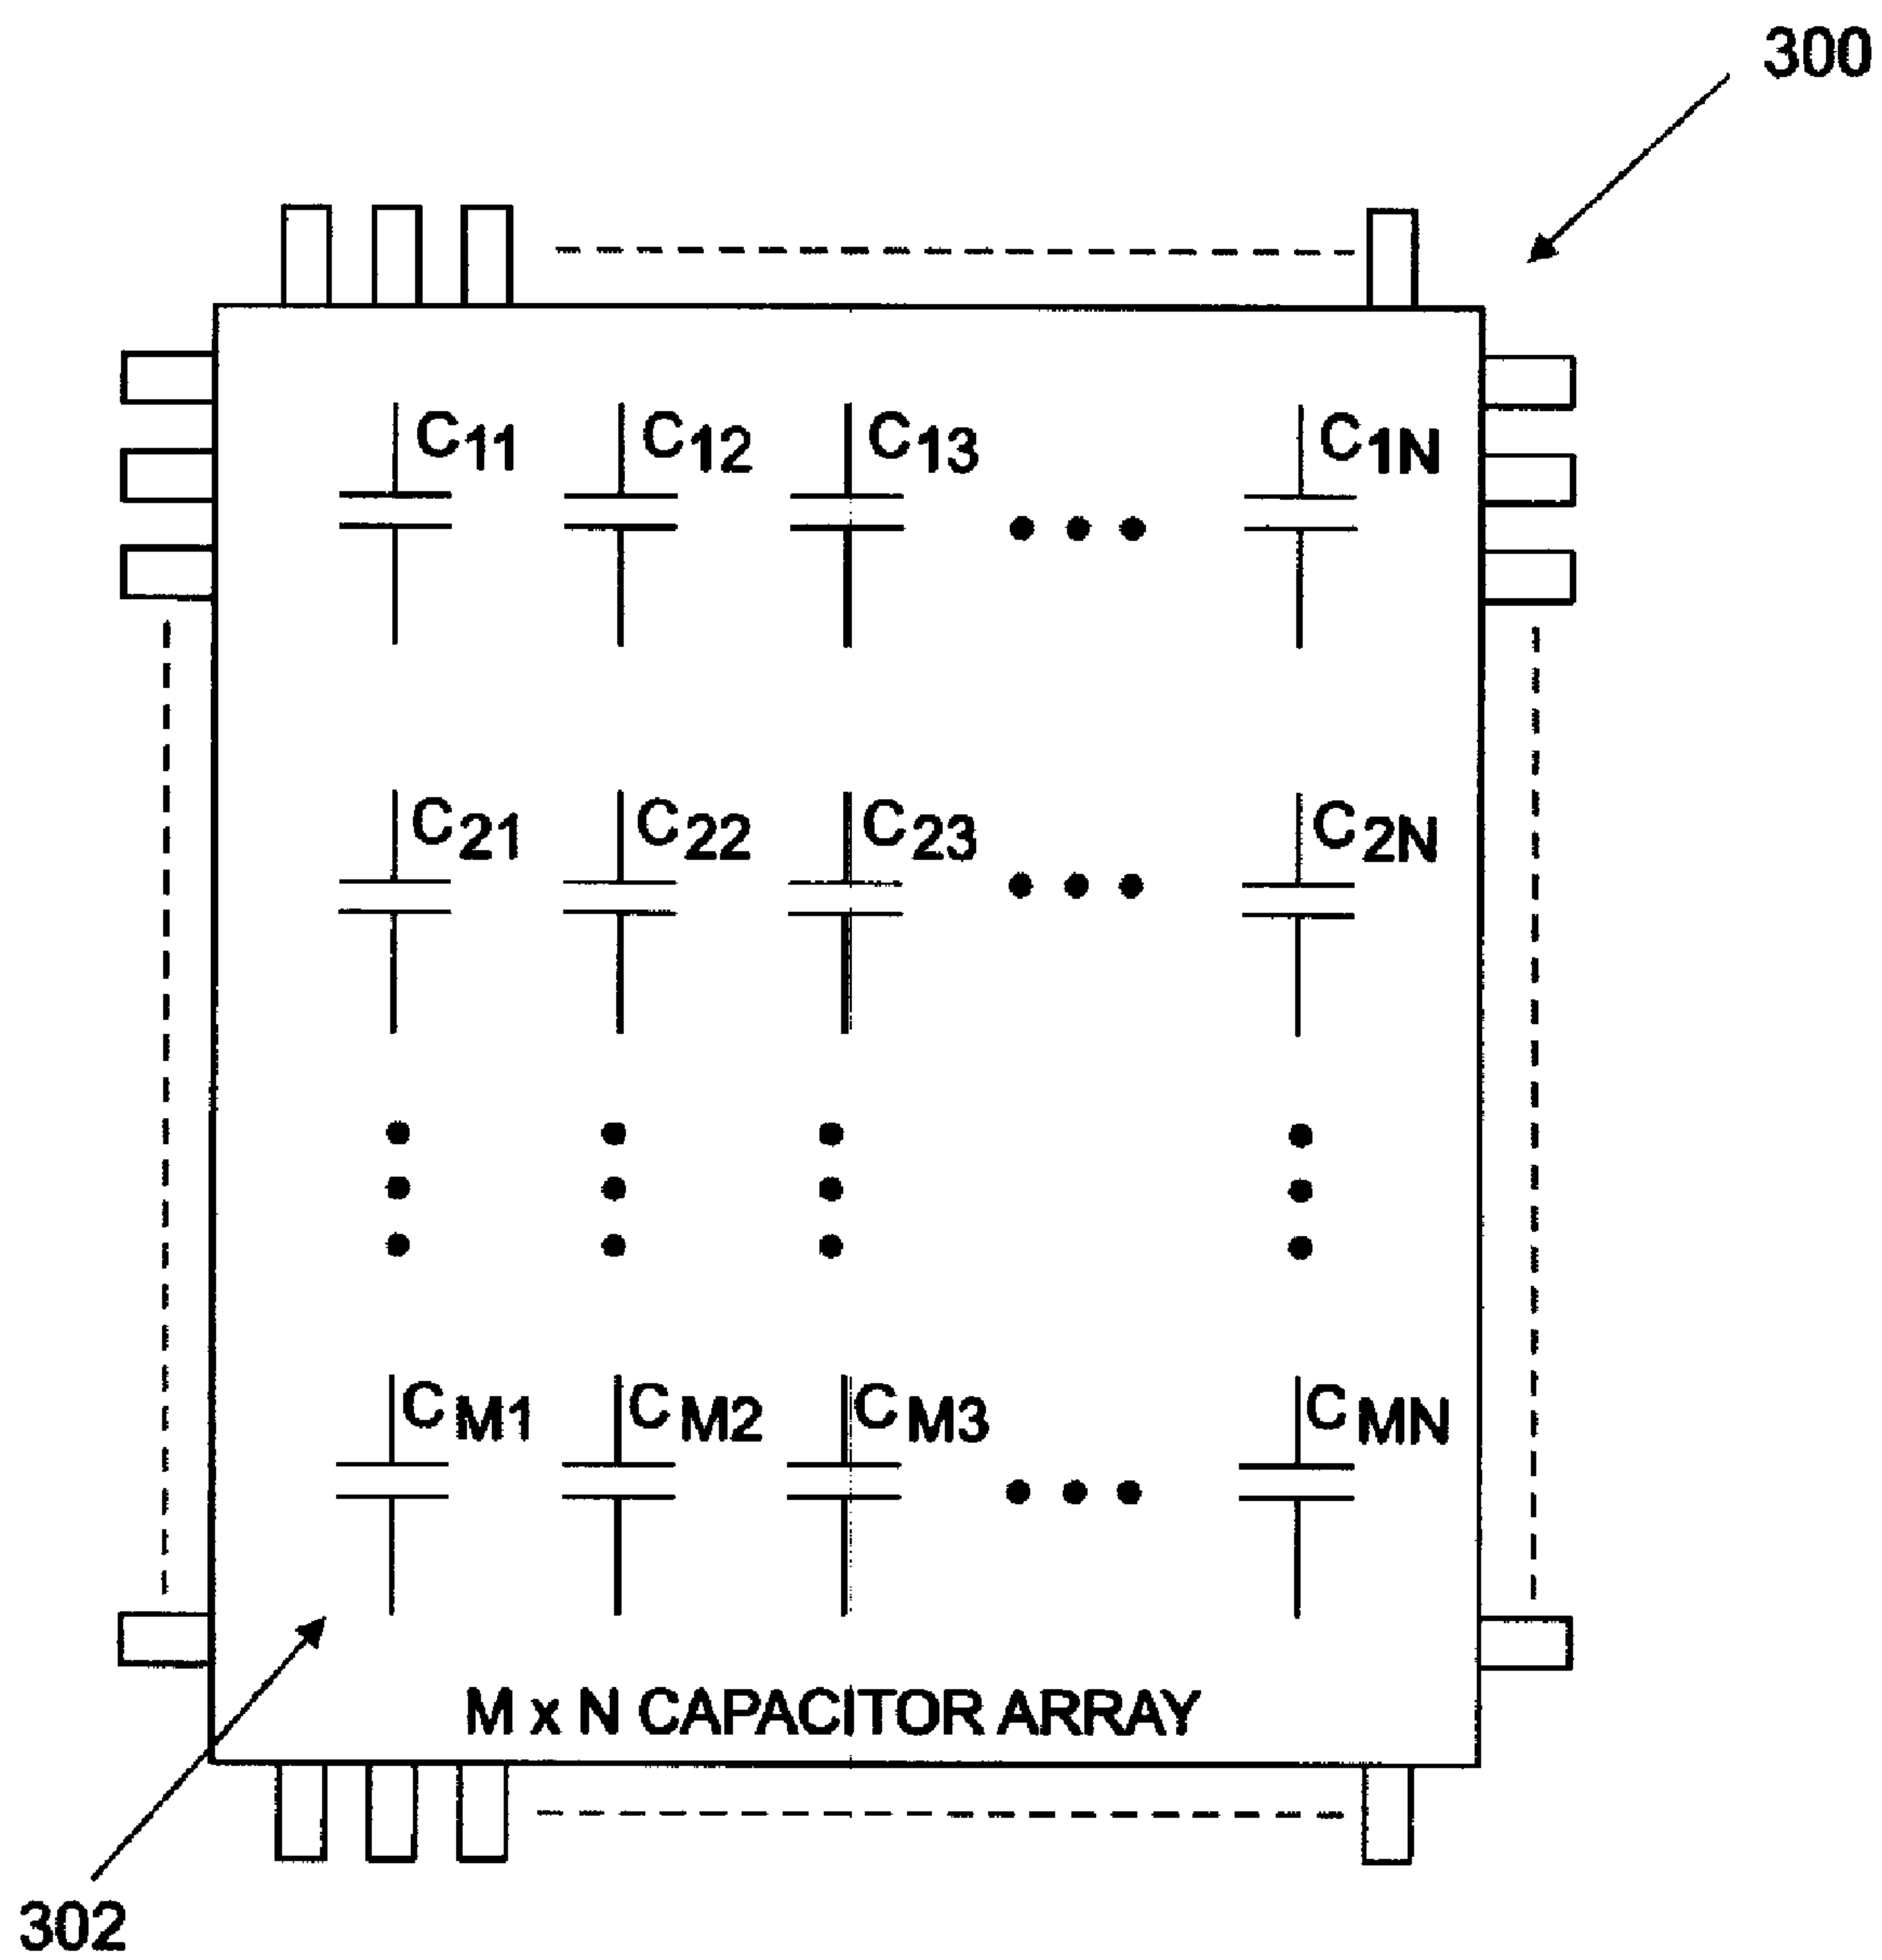 300
C11 C12 C13 C1N
C21 C22 C23 C2N
CM1 CM2 CM3 CMN
M x N CAPACITOR ARRAY
302